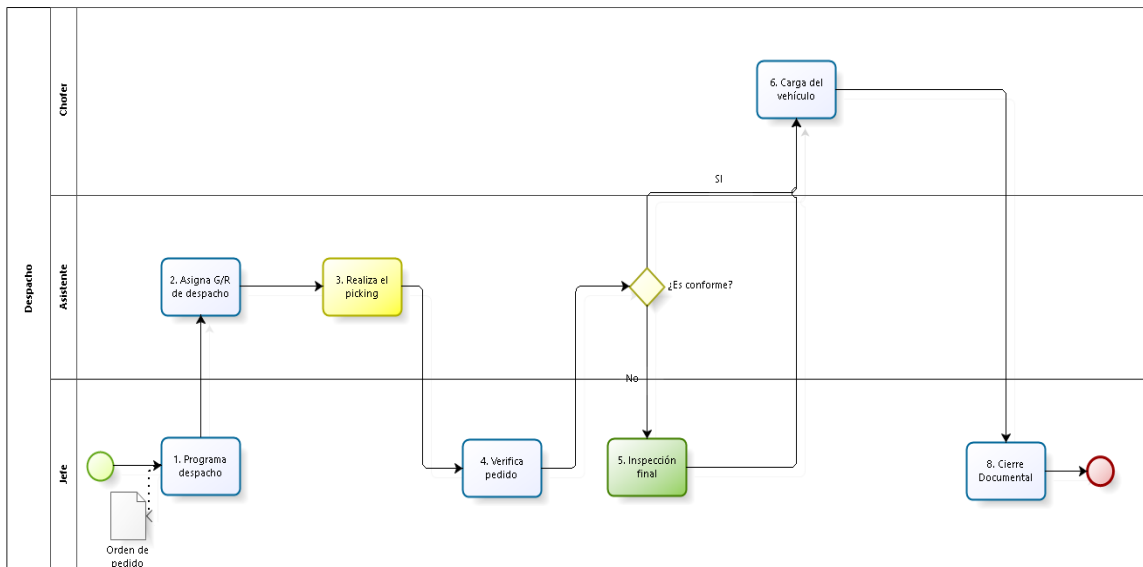 Despacho
Chofer
6. Carga del
vehículo
SI
Asistente
2. Asigna G/R
de despacho
3. Realiza el
picking
¿Es conforme?
No
Jefe
1. Programa
despacho
4. Verifica
pedido
5. Inspección
final
8. Cierre
Documental
Orden de
pedido